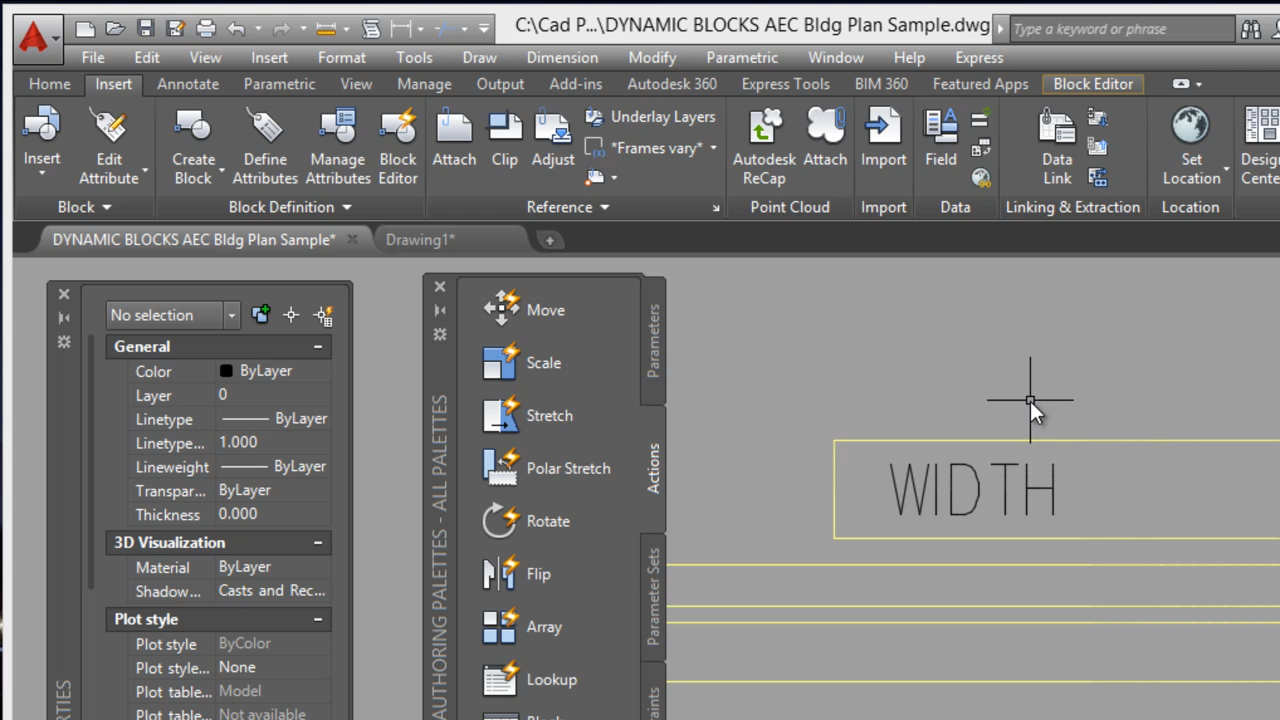 C:\Cad P...\DYNAMIC BLOCKS AEC Bldg Plan Sample.dwg
Type a keyword or phrase
File Edit View Insert Format Tools Draw Dimension Modify Parametric Window Help Express
Home Insert Annotate Parametric View Manage Output Add-ins Autodesk 360 Express Tools BIM 360 Featured Apps Block Editor
Insert
Edit
Attribute
Create
Block
Define
Attributes
Manage
Attributes
Block
Editor
Attach
Clip
Adjust
Underlay Layers
*Frames vary*
Autodesk
ReCap
Attach
Import
Field
Data
Link
Set
Location
Block
Block Definition
Reference
Point Cloud
Import
Data
Linking & Extraction
Location
DYNAMIC BLOCKS AEC Bldg Plan Sample*
Drawing1*
No selection
General
Color ByLayer
Layer 0
Linetype ByLayer
Linetype... 1.000
Lineweight ByLayer
Transpar... ByLayer
Thickness 0.000
3D Visualization
Material ByLayer
Shadow... Casts and Rec...
Plot style
Plot style ByColor
Plot style... None
Plot table... Model
Plot table... Not available
Move
Scale
Stretch
Polar Stretch
Rotate
Flip
Array
Lookup
Parameters
Actions
Parameter Sets
AUTHORING PALETTES - ALL PALETTES
WIDTH